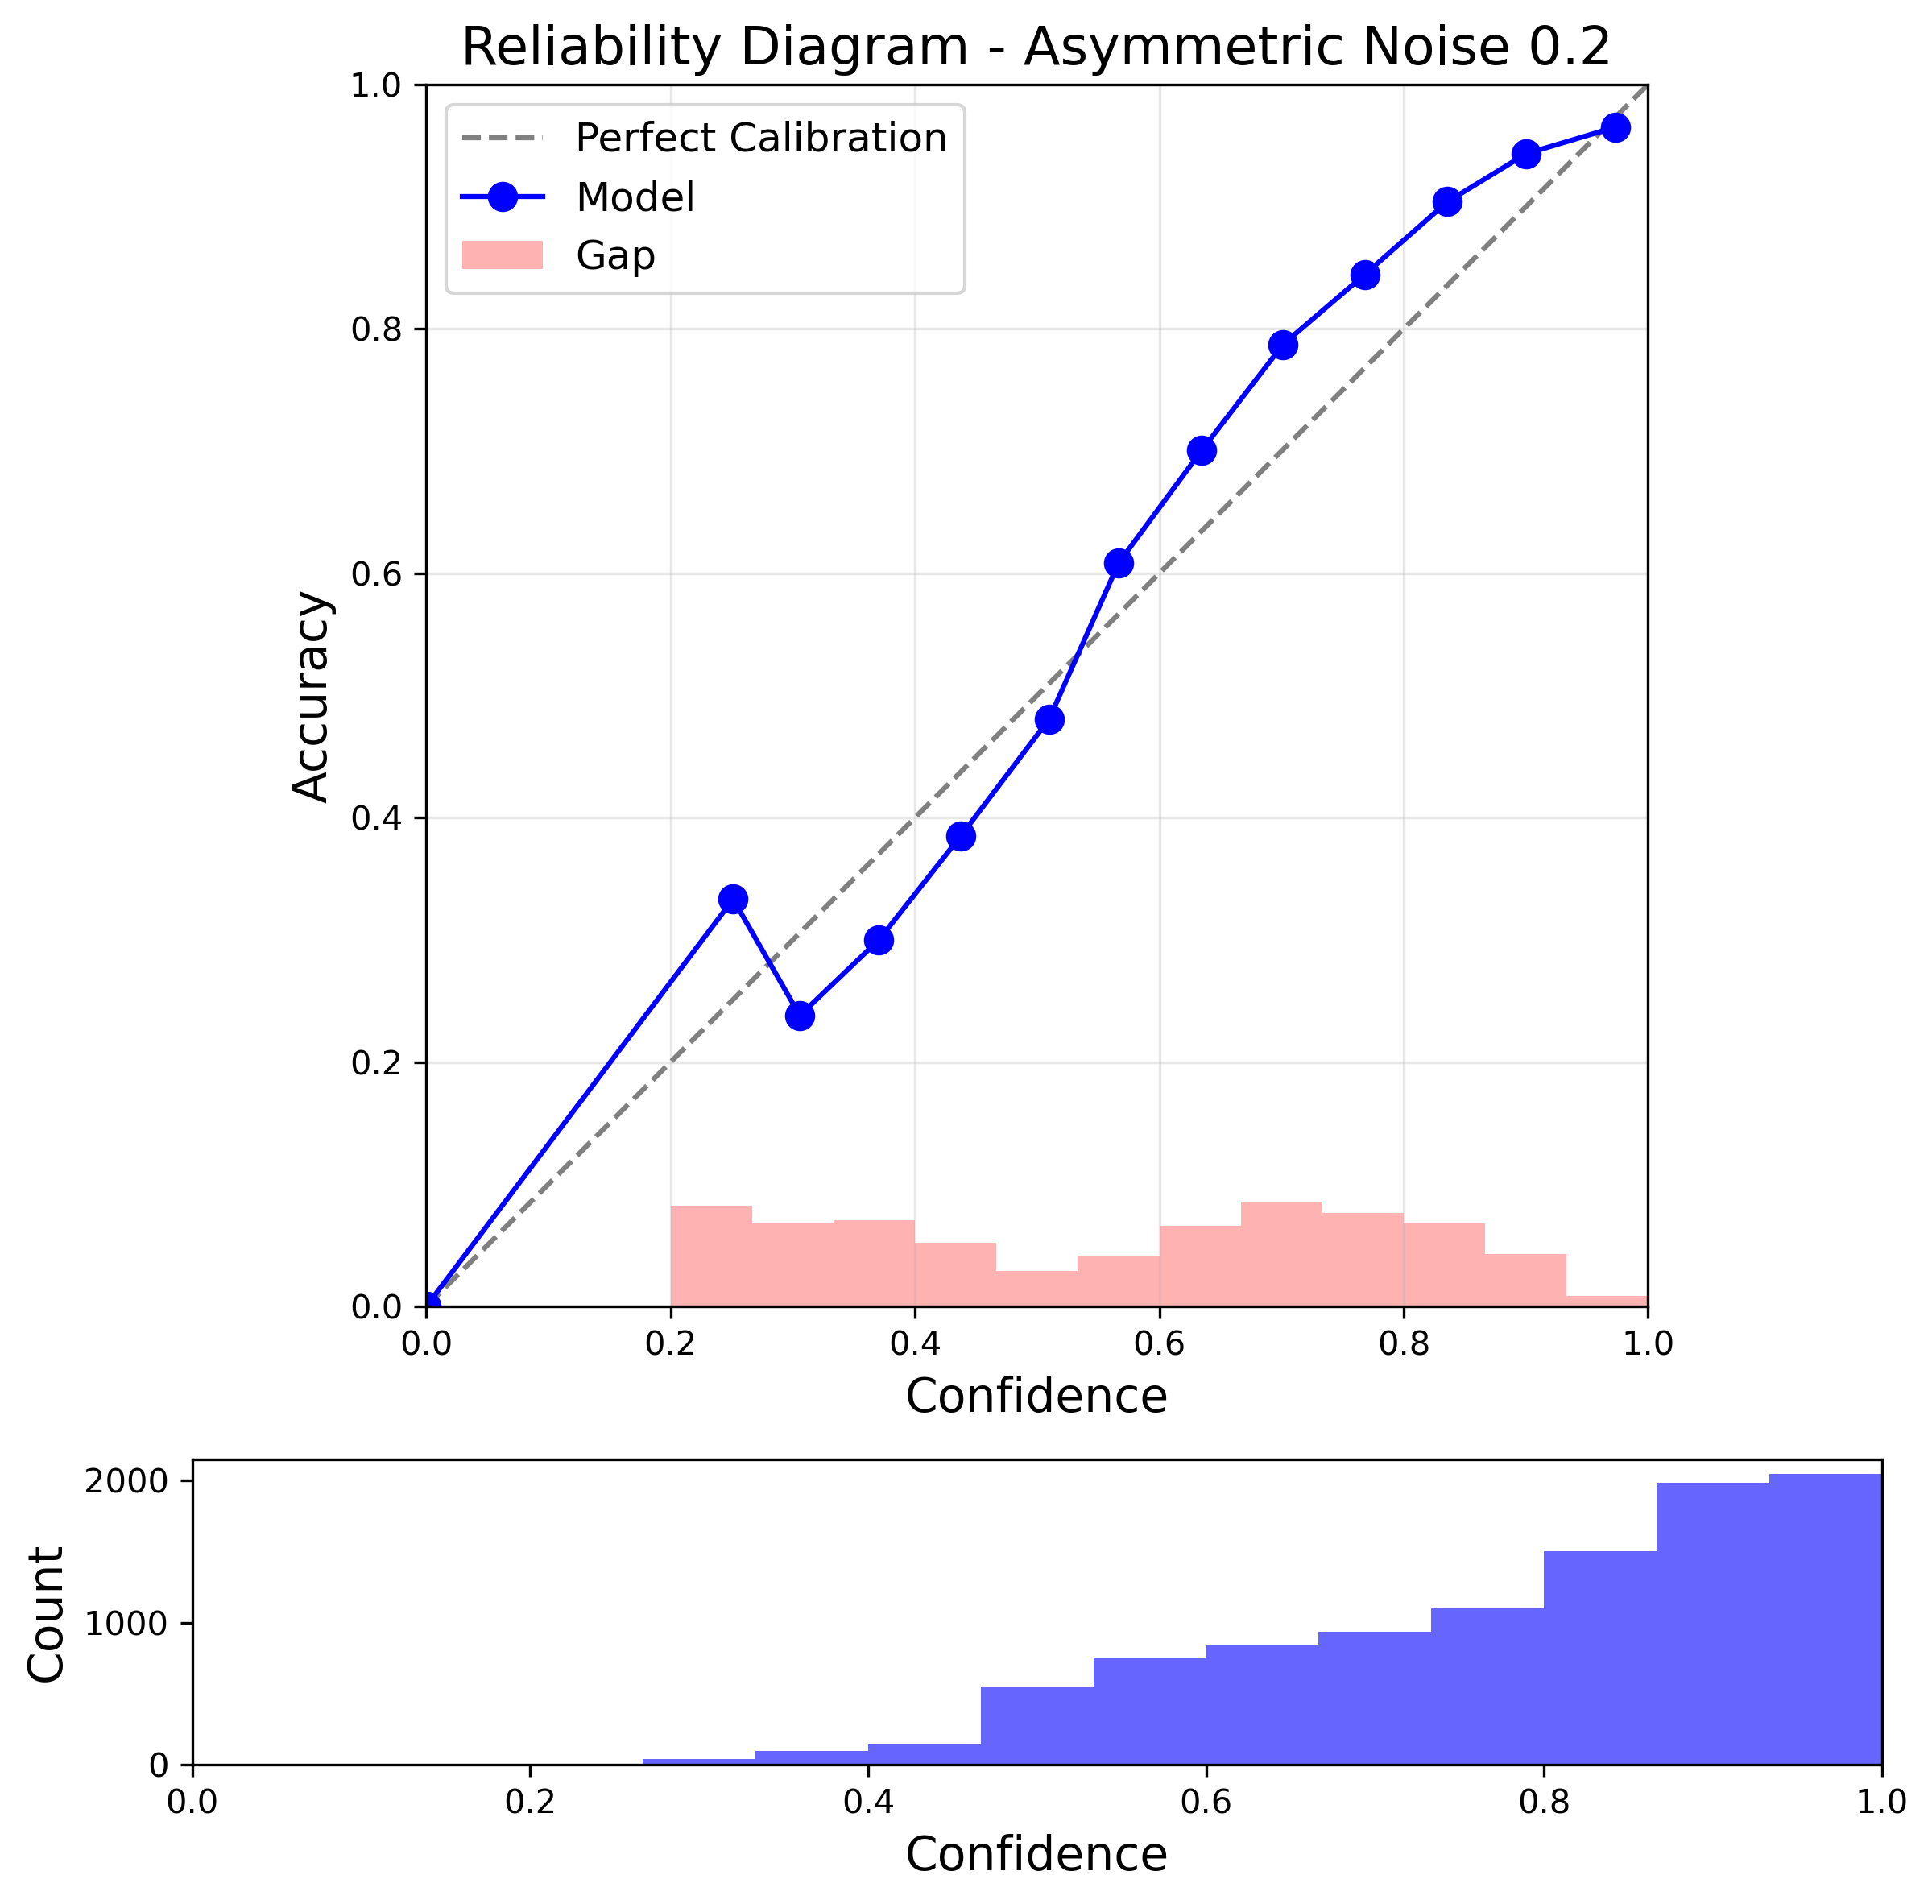 Reliability Diagram - Asymmetric Noise 0.2
Perfect Calibration
Model
Gap
1.0
0.8
0.6
0.4
0.2
0.0
Accuracy
0.0 0.2 0.4 0.6 0.8 1.0
Confidence
2000
1000
0
Count
0.0 0.2 0.4 0.6 0.8 1.0
Confidence